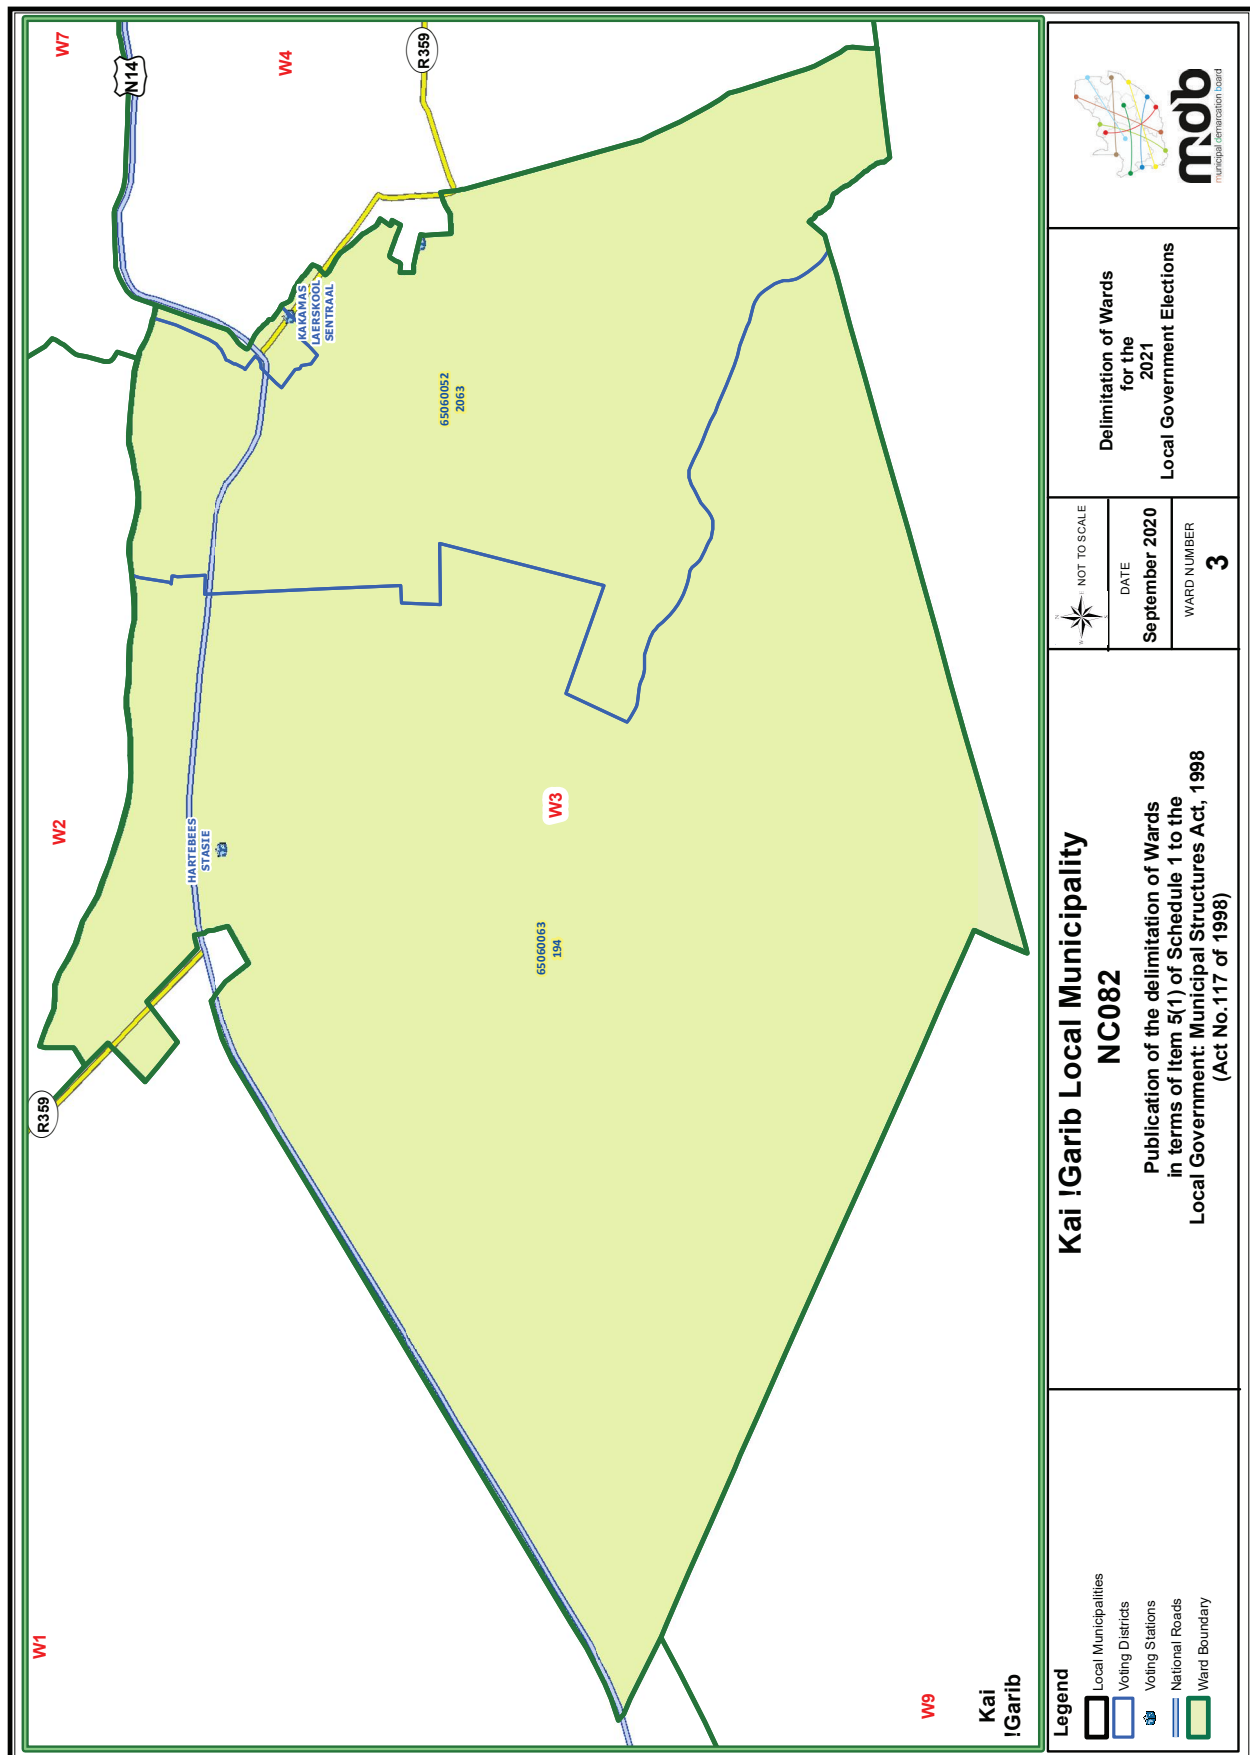 W1
W2
W7
W4
W9
W3
R359
N14
R359
HARTEBEES
STASIE
KAKAMAS
LAERSKOOL
SENTRAAL
65060052
2063
65060063
194
Kai
!Garib
Legend
Local Municipalities
Voting Districts
Voting Stations
National Roads
Ward Boundary
Kai !Garib Local Municipality
NC082
Publication of the delimitation of Wards
in terms of Item 5(1) of Schedule 1 to the
Local Government: Municipal Structures Act, 1998
(Act No.117 of 1998)
N
W
E
S
NOT TO SCALE
DATE
September 2020
WARD NUMBER
3
Delimitation of Wards
for the
2021
Local Government Elections
mdb
municipal demarcation board